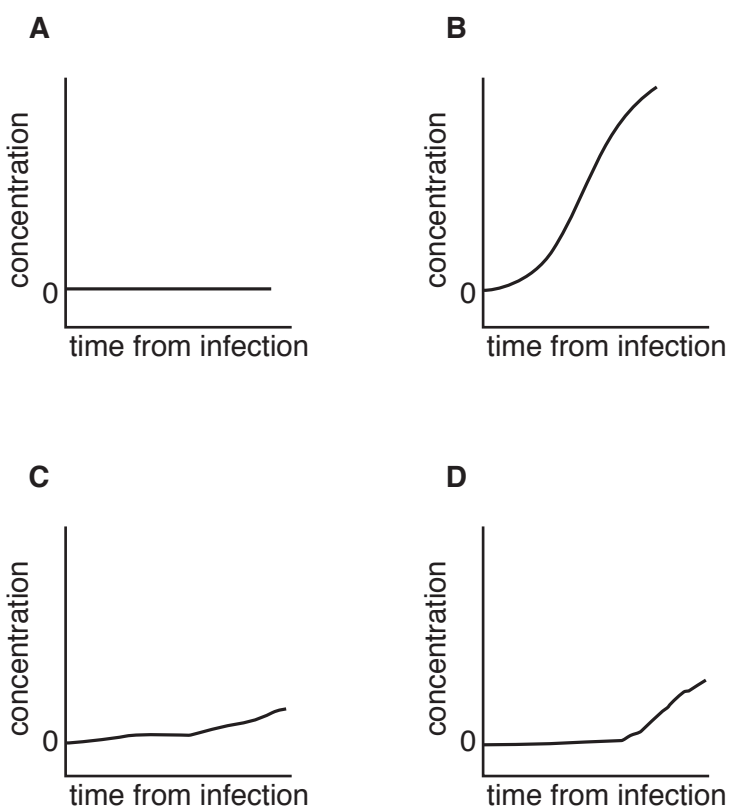 A
concentration
0
time from infection
B
concentration
0
time from infection
C
concentration
0
time from infection
D
concentration
0
time from infection